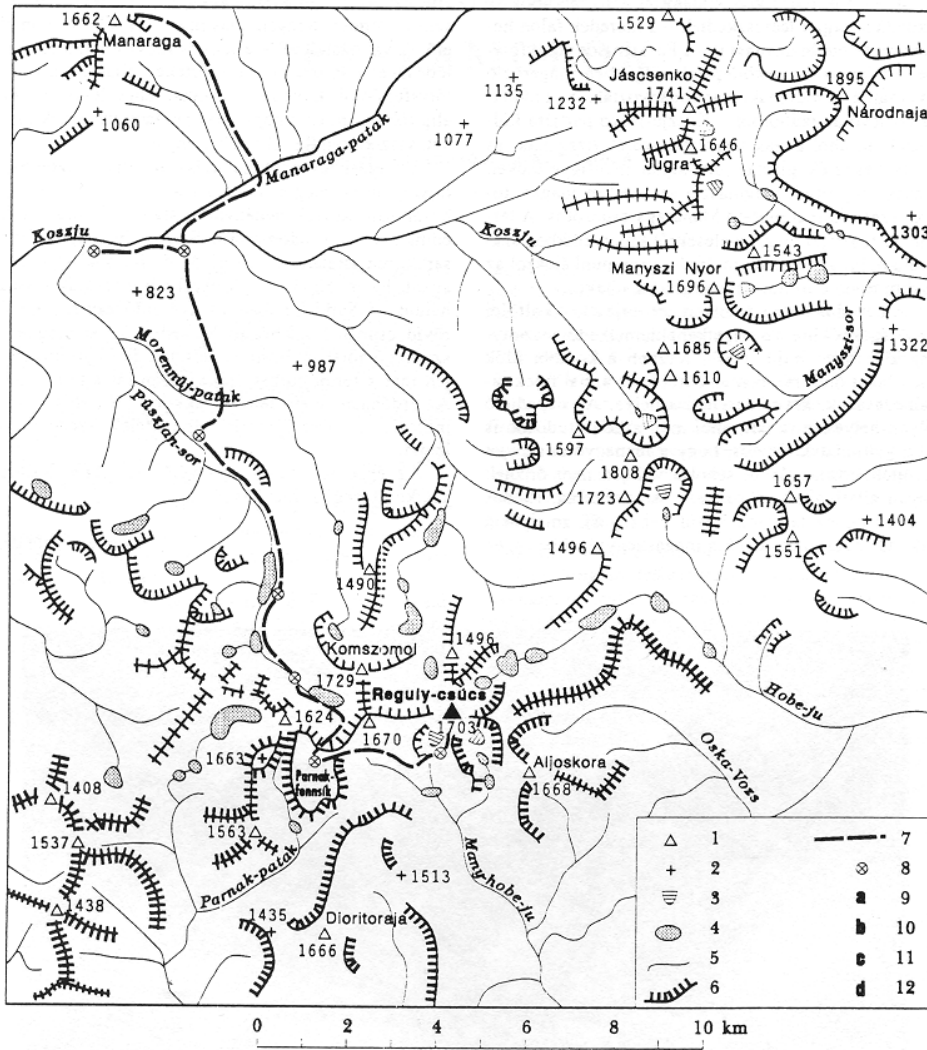 1662
Manaraga
1060
1529
1135
1232
Jáscsenko
1741
1895
Národnaja
1077
Manaraga-patak
1646
Jugra
Koszju
Koszju
1303
1543
Manyszi Nyor
1696
823
Manyszi-sor
1322
Morennáj-patak
987
1685
1610
Pászján-sor
1597
1808
1723
1657
1404
1551
1496
1490
Komszomol
1496
1729
Reguly-csúcs
1703
1624
1670
Hobe-ju
1663
Parnak-
fennsík
Oska-Vozs
Aljoskora
1668
1408
1563
1537
Parnak-patak
Many-hobe-ju
1513
1438
1435
Dioritoraja
1666
1
2
3
4
5
6
7
8
a 9
b 10
c 11
d 12
0 2 4 6 8 10 km